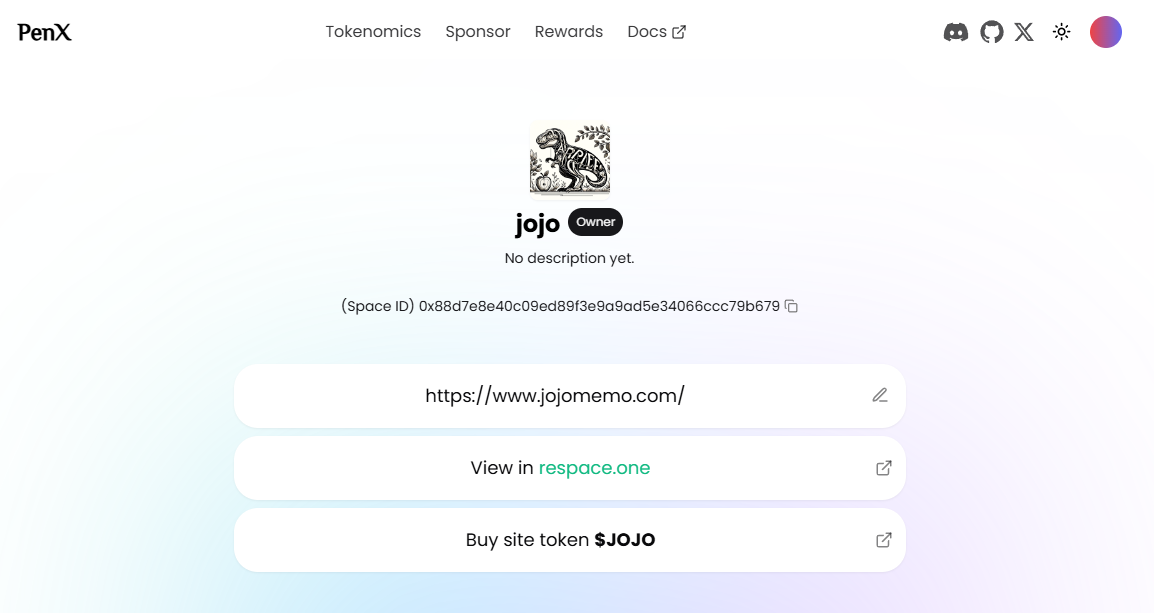 PenX
Tokenomics Sponsor Rewards Docs
jojo Owner
No description yet.
(Space ID) 0x88d7e8e40c09ed89f3e9a9ad5e34066ccc79b679
https://www.jojomemo.com/
View in respace.one
Buy site token $JOJO